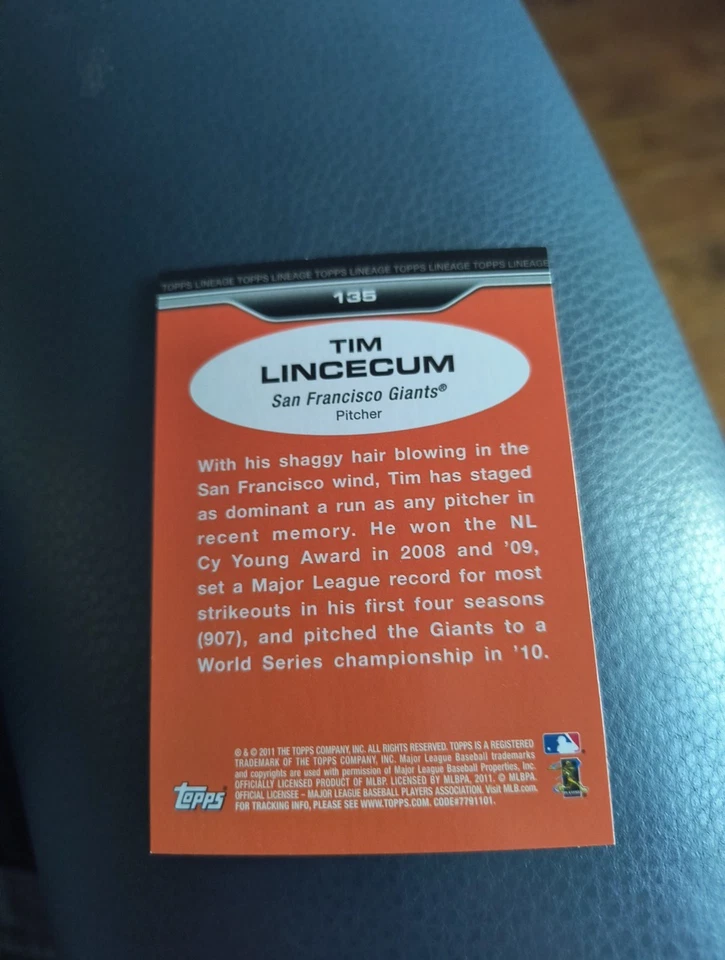 TOPPS LINEAGE TOPPS LINEAGE TOPPS LINEAGE TOPPS LINEAGE TOPPS LINEAGE
135
TIM
LINCECUM
San Francisco Giants®
Pitcher
With his shaggy hair blowing in the
San Francisco wind, Tim has staged
as dominant a run as any pitcher in
recent memory. He won the NL
Cy Young Award in 2008 and '09,
set a Major League record for most
strikeouts in his first four seasons
(907), and pitched the Giants to a
World Series championship in '10.
® & © 2011 THE TOPPS COMPANY, INC. ALL RIGHTS RESERVED. TOPPS IS A REGISTERED
TRADEMARK OF THE TOPPS COMPANY, INC. Major League Baseball trademarks
and copyrights are used with permission of Major League Baseball Properties, Inc.
OFFICIALLY LICENSED PRODUCT OF MLBP. LICENSED BY MLBPA, 2011. © MLBPA
OFFICIAL LICENSEE – MAJOR LEAGUE BASEBALL PLAYERS ASSOCIATION. Visit MLB.com.
FOR TRACKING INFO, PLEASE SEE WWW.TOPPS.COM. CODE#7791101.
Topps